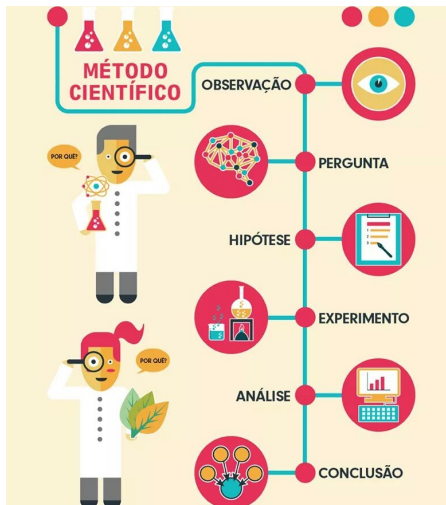 MÉTODO
CIENTÍFICO
OBSERVAÇÃO
POR QUÊ?
PERGUNTA
HIPÓTESE
EXPERIMENTO
POR QUÊ?
ANÁLISE
CONCLUSÃO